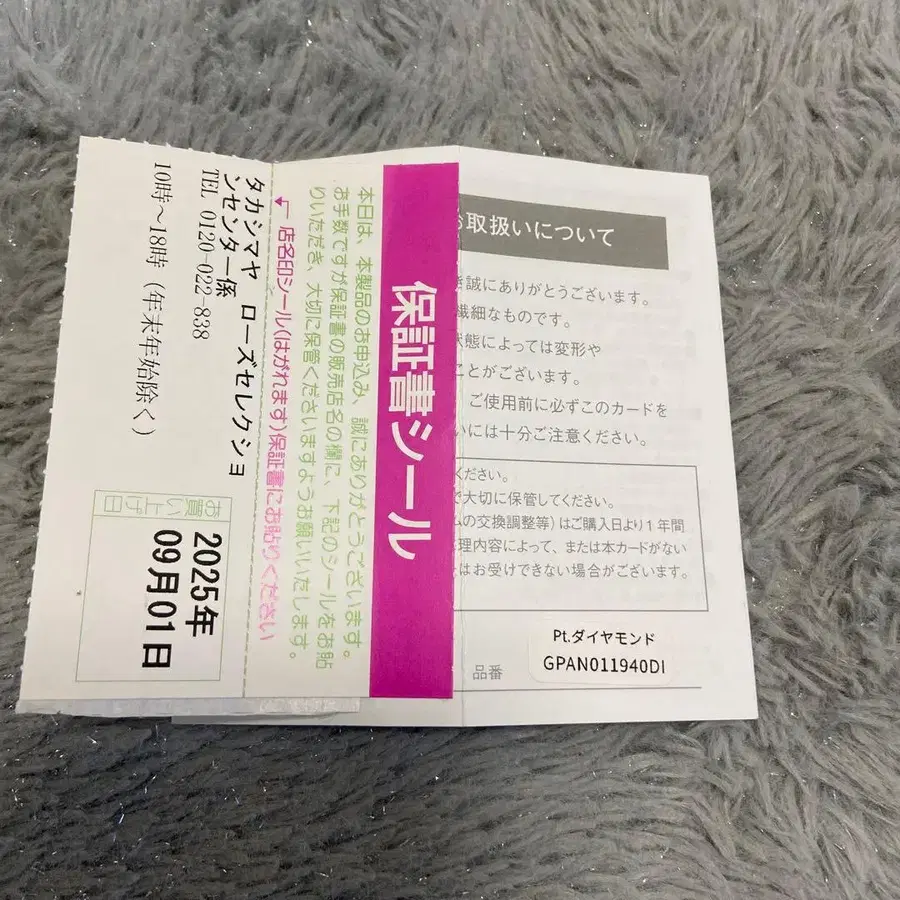 保証書シール
本日は、本製品のお申込み、誠にありがとうございます。
お手数ですが保証書の販売店名の欄に、下記のシールをお貼
りいただき、大切に保管くださいますようお願いいたします。
店名印シール(はがれます)保証書にお貼りください
タカシマヤ ローズセレクショ
ンセンター係
TEL 0120-022-838
10時～18時（年末年始除く）
お買い上げ日
2025年
09月01日
お取扱いについて
き誠にありがとうございます。
繊細なものです。
状態によっては変形や
ことがございます。
ご使用前に必ずこのカードを
いには十分ご注意ください。
ください。
で大切に保管してください。
ムの交換調整等）はご購入日より1年間
理内容によって、または本カードがない
はお受けできない場合がございます。
品番
Pt.ダイヤモンド
GPAN011940DI